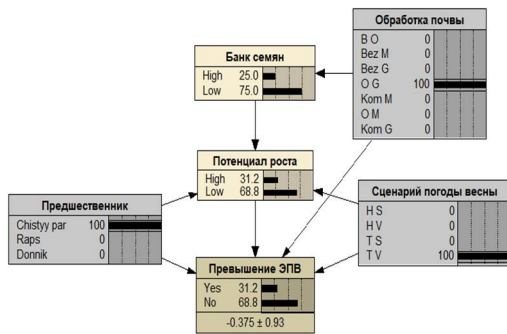 Обработка почвы
B O 0
Bez M 0
Bez G 0
O G 100
Kom M 0
O M 0
Kom G 0
Банк семян
High 25.0
Low 75.0
Потенциал роста
High 31.2
Low 68.8
Предшественник
Chistyy par 100
Raps 0
Donnik 0
Сценарий погоды весны
H S 0
H V 0
T S 0
T V 100
Превышение ЭПВ
Yes 31.2
No 68.8
-0.375 ± 0.93